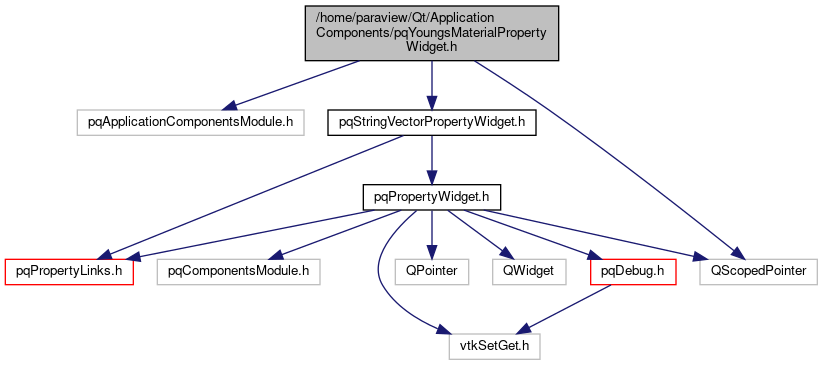 /home/paraview/Qt/Application
Components/pqYoungsMaterialProperty
Widget.h
pqApplicationComponentsModule.h
pqStringVectorPropertyWidget.h
pqPropertyWidget.h
pqPropertyLinks.h
pqComponentsModule.h
QPointer
QWidget
pqDebug.h
QScopedPointer
vtkSetGet.h